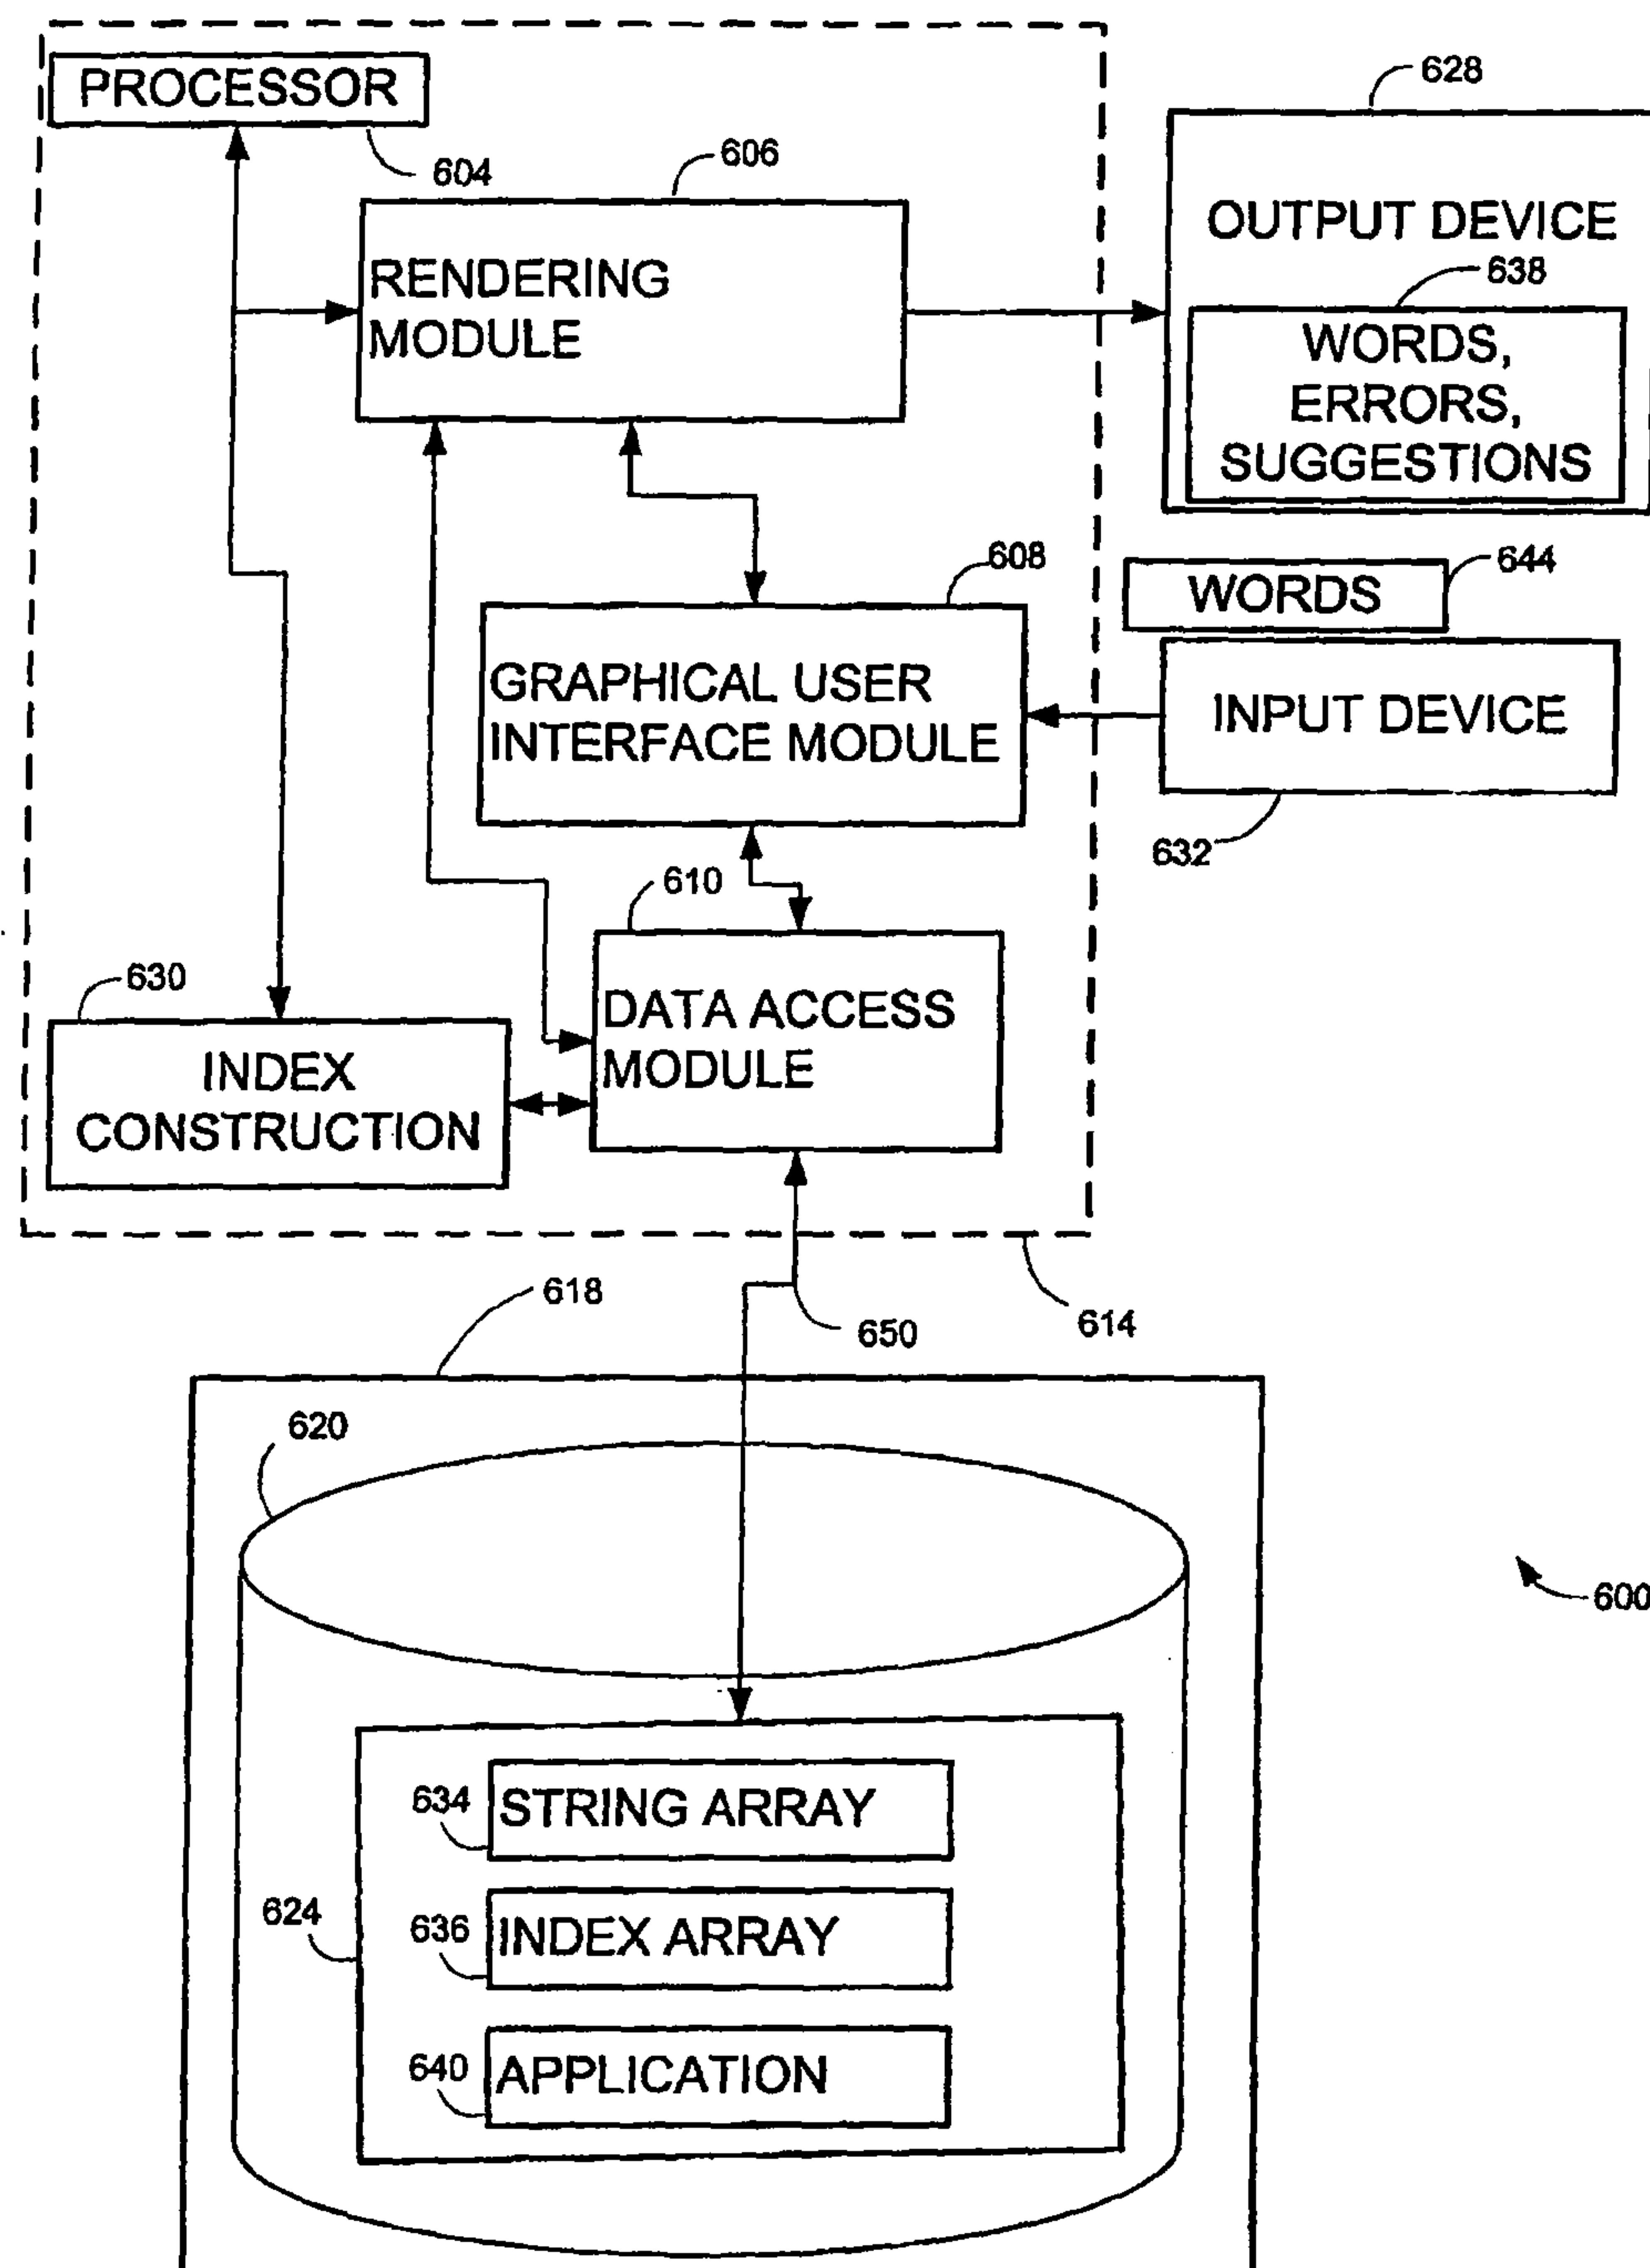 PROCESSOR
604
606
RENDERING
MODULE
628
OUTPUT DEVICE
638
WORDS,
ERRORS,
SUGGESTIONS
608
644
WORDS
GRAPHICAL USER
INTERFACE MODULE
INPUT DEVICE
632
610
630
DATA ACCESS
MODULE
INDEX
CONSTRUCTION
618
650
614
620
600
634
STRING ARRAY
624
636
INDEX ARRAY
640
APPLICATION